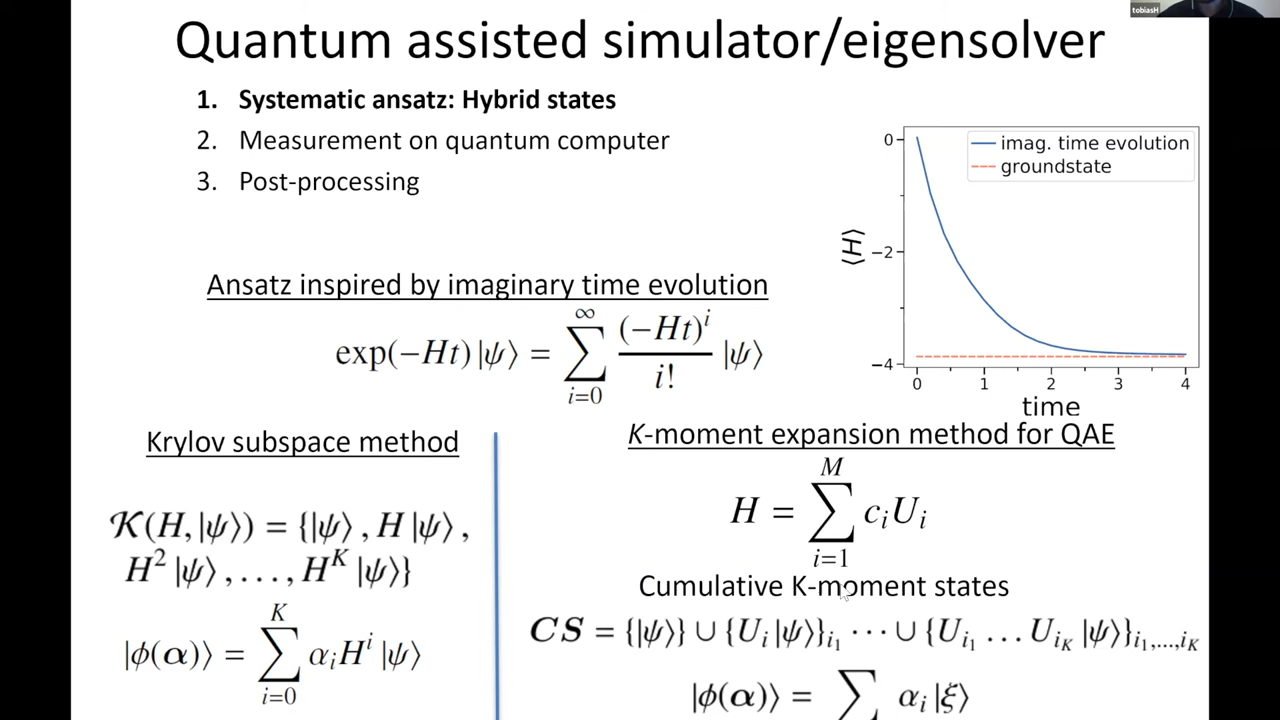 tobiasH
Quantum assisted simulator/eigensolver
1. Systematic ansatz: Hybrid states
2. Measurement on quantum computer
3. Post-processing
0
−2
−4
⟨H⟩
imag. time evolution
groundstate
0 1 2 3 4
time
Ansatz inspired by imaginary time evolution
exp(−Ht) |ψ⟩ = ∑_{i=0}^{∞} (−Ht)^i / i! |ψ⟩
Krylov subspace method
𝒦(H, |ψ⟩) = {|ψ⟩ , H |ψ⟩ ,
H^2 |ψ⟩ , . . . , H^K |ψ⟩}
|ϕ(α)⟩ = ∑_{i=0}^{K} α_i H^i |ψ⟩
K-moment expansion method for QAE
H = ∑_{i=1}^{M} c_i U_i
Cumulative K-moment states
CS = {|ψ⟩} ∪ {U_i |ψ⟩}_{i_1} ⋯ ∪ {U_{i_1} . . . U_{i_K} |ψ⟩}_{i_1,...,i_K}
|ϕ(α)⟩ = ∑ α_i |ξ⟩